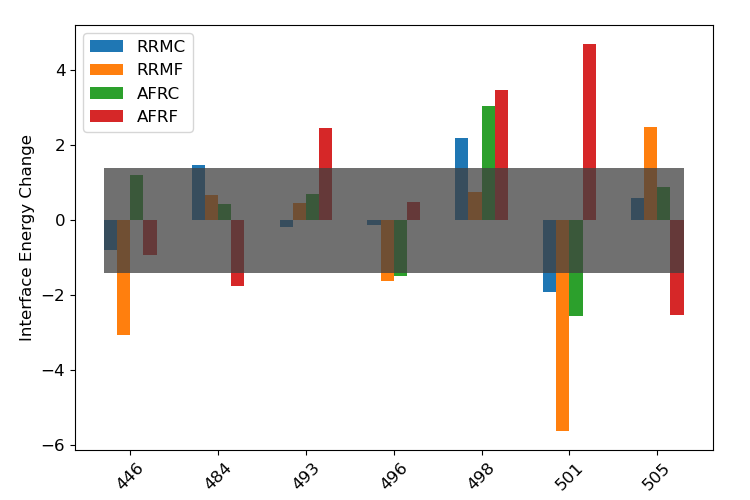 RRMC
RRMF
AFRC
AFRF
Interface Energy Change
4
2
0
−2
−4
−6
446 484 493 496 498 501 505